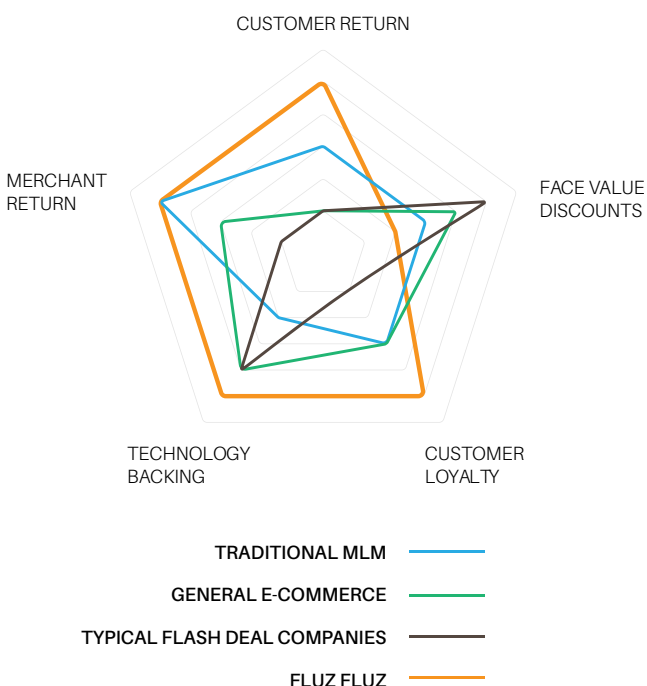 CUSTOMER RETURN
MERCHANT
RETURN
FACE VALUE
DISCOUNTS
TECHNOLOGY
BACKING
CUSTOMER
LOYALTY
TRADITIONAL MLM
GENERAL E-COMMERCE
TYPICAL FLASH DEAL COMPANIES
FLUZ FLUZ